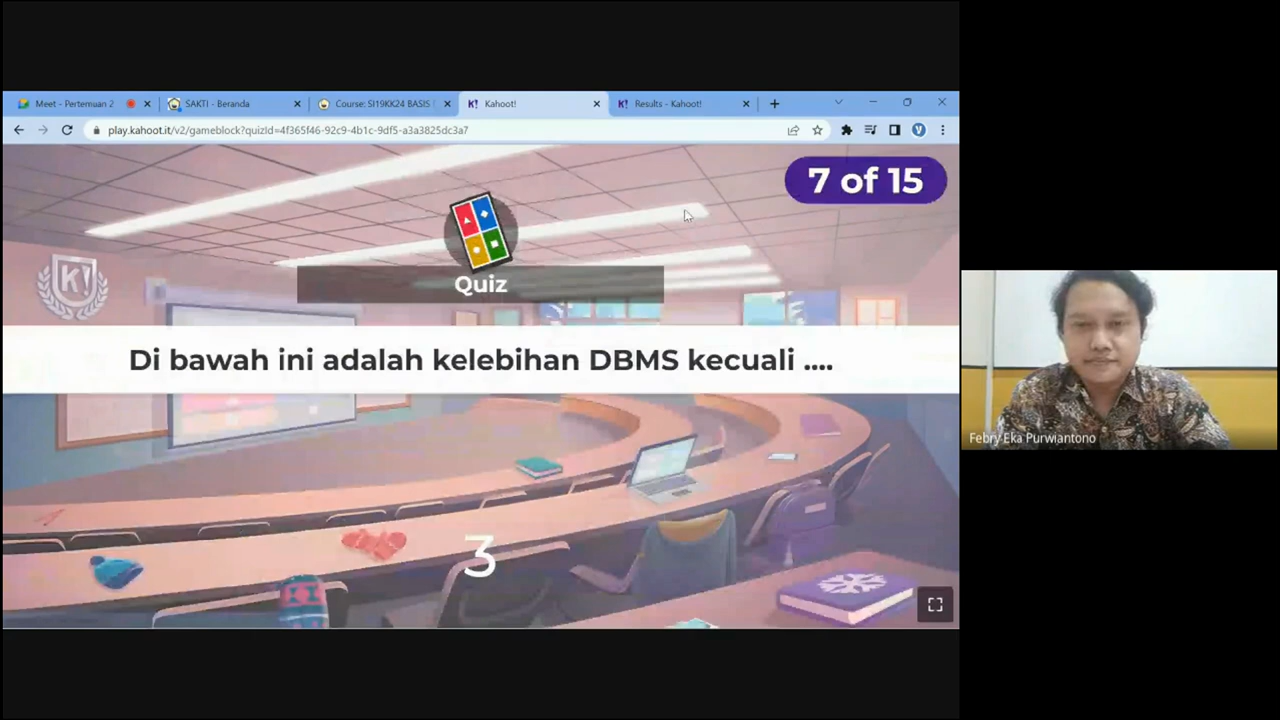 Meet - Pertemuan 2
SAKTI - Beranda
Course: SI19KK24 BASIS
Kahoot!
Results - Kahoot!
play.kahoot.it/v2/gameblock?quizId=4f365f46-92c9-4b1c-9df5-a3a3825dc3a7
V
7 of 15
K!
Quiz
Di bawah ini adalah kelebihan DBMS kecuali ....
3
Febry Eka Purwiantono